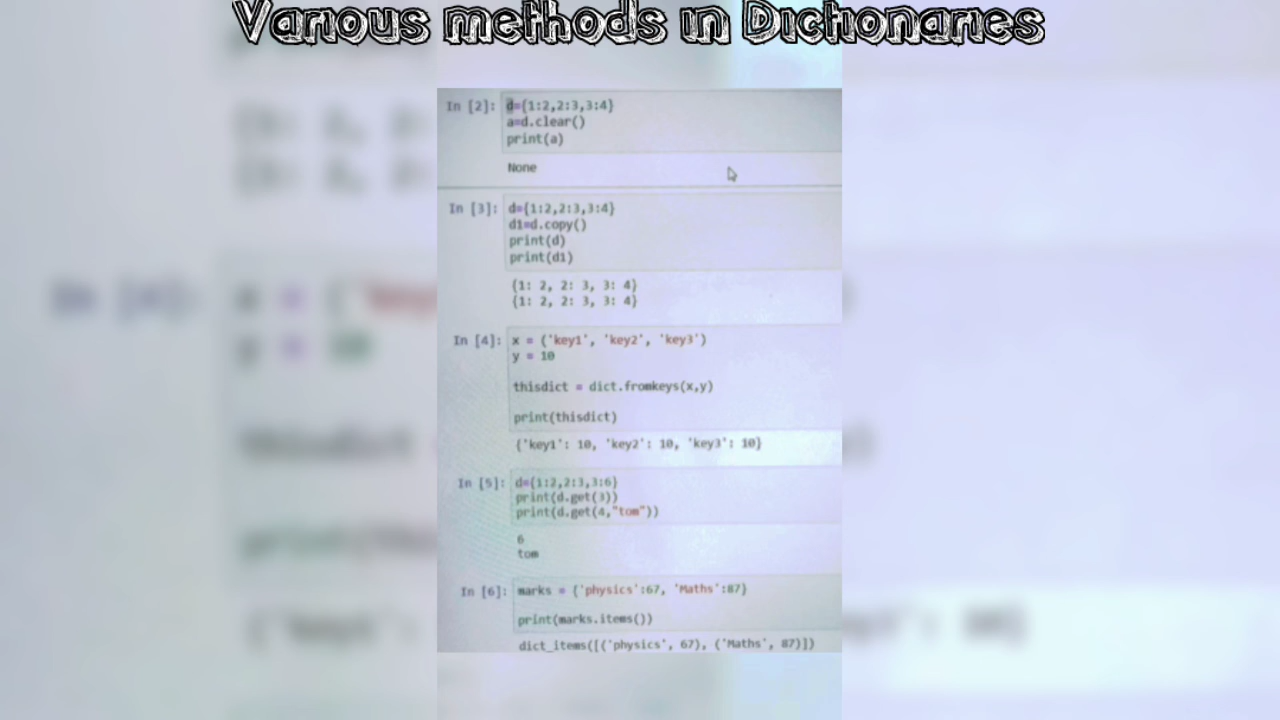 Various methods in Dictionaries
In [2]: d={1:2,2:3,3:4}
a=d.clear()
print(a)
None
In [3]: d={1:2,2:3,3:4}
d1=d.copy()
print(d)
print(d1)
{1: 2, 2: 3, 3: 4}
{1: 2, 2: 3, 3: 4}
In [4]: x = ('key1', 'key2', 'key3')
y = 10
thisdict = dict.fromkeys(x,y)
print(thisdict)
{'key1': 10, 'key2': 10, 'key3': 10}
In [5]: d={1:2,2:3,3:6}
print(d.get(3))
print(d.get(4,"tom"))
6
tom
In [6]: marks = {'physics':67, 'Maths':87}
print(marks.items())
dict_items([('physics', 67), ('Maths', 87)])